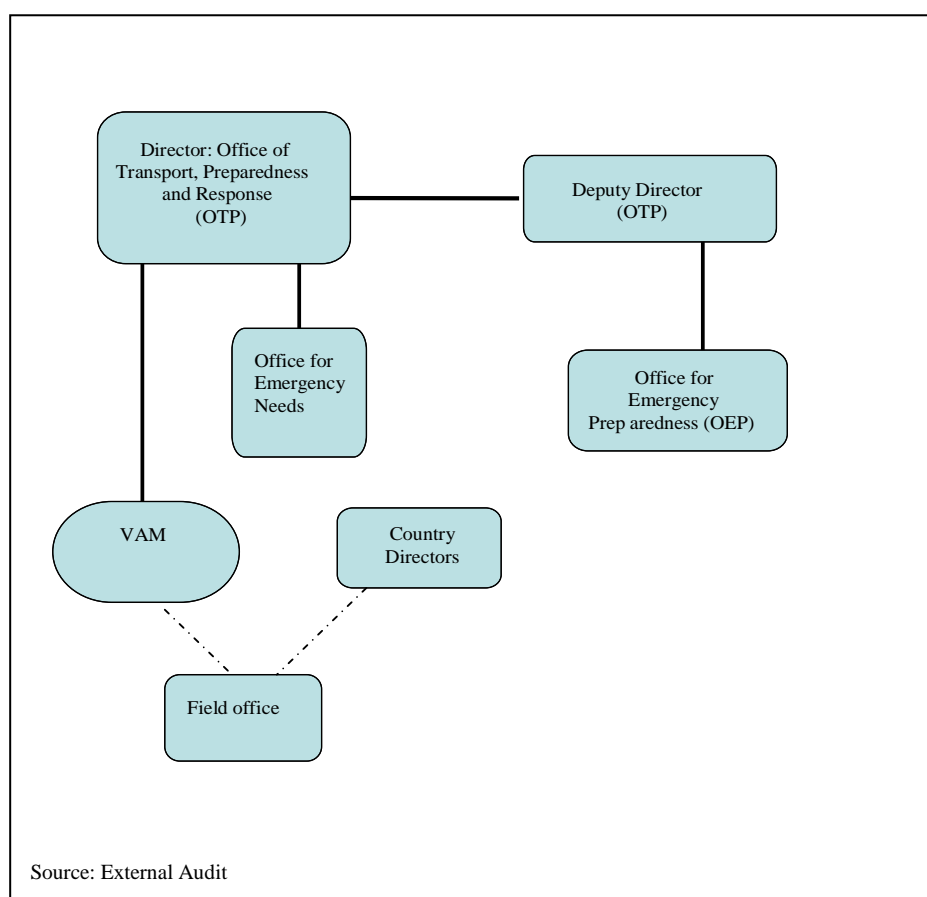 Director: Office of
Transport, Preparedness
and Response
(OTP)
Deputy Director
(OTP)
Office for
Emergency
Needs
Office for
Emergency
Prep aredness (OEP)
VAM
Country
Directors
Field office
Source: External Audit